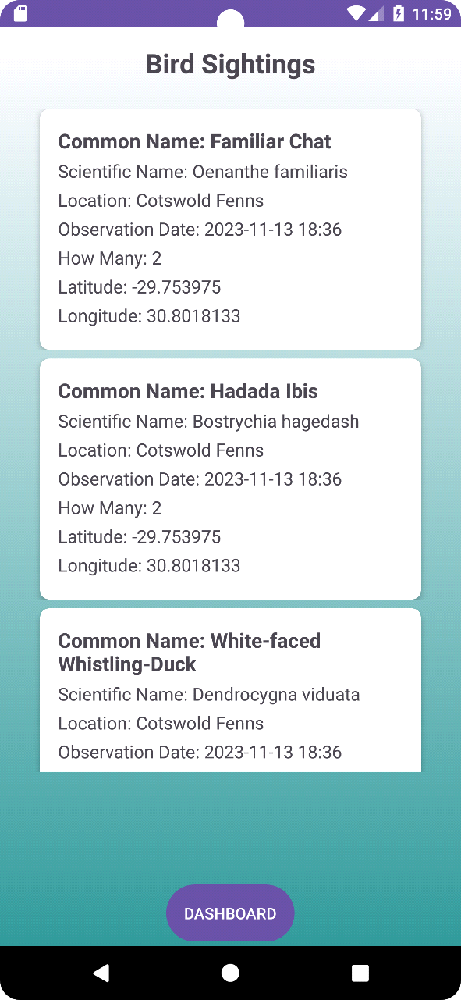 11:59
Bird Sightings
Common Name: Familiar Chat
Scientific Name: Oenanthe familiaris
Location: Cotswold Fenns
Observation Date: 2023-11-13 18:36
How Many: 2
Latitude: -29.753975
Longitude: 30.8018133
Common Name: Hadada Ibis
Scientific Name: Bostrychia hagedash
Location: Cotswold Fenns
Observation Date: 2023-11-13 18:36
How Many: 2
Latitude: -29.753975
Longitude: 30.8018133
Common Name: White-faced
Whistling-Duck
Scientific Name: Dendrocygna viduata
Location: Cotswold Fenns
Observation Date: 2023-11-13 18:36
DASHBOARD